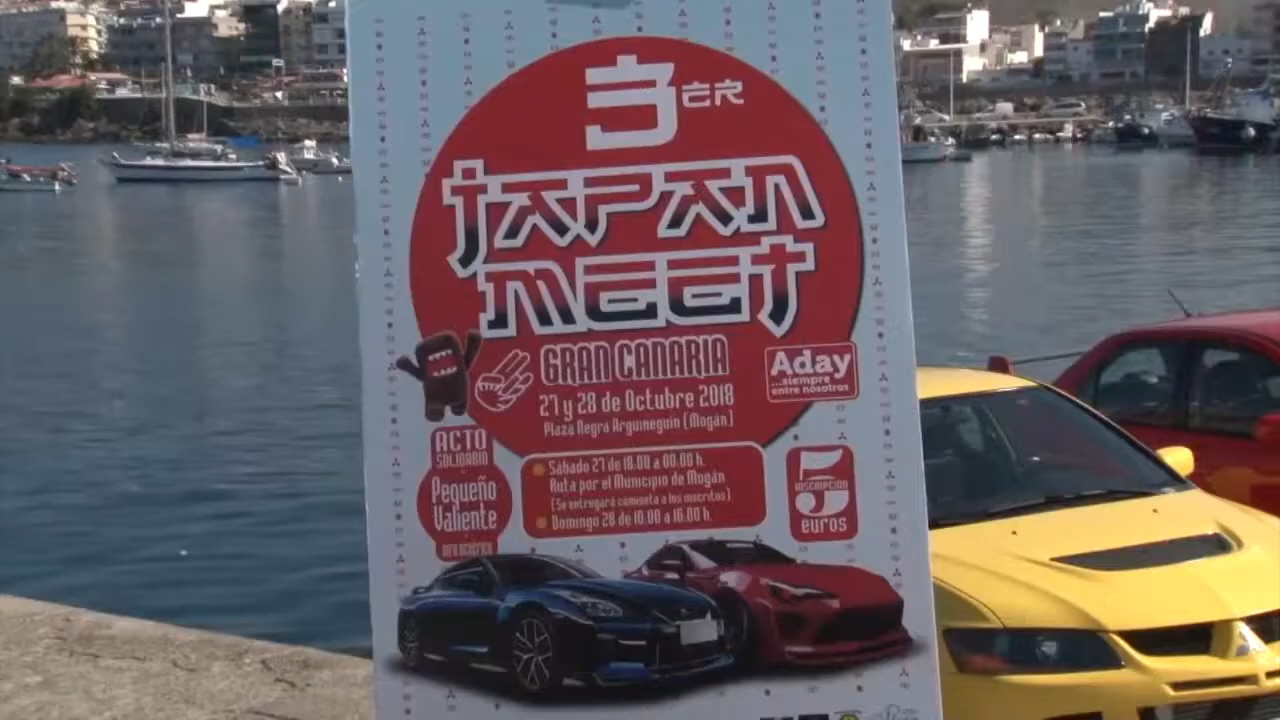 3ER
JAPAN
MEET
GRAN CANARIA
27 y 28 de Octubre 2018
Plaza Negra Arguineguín (Mogán)
Aday
...siempre
entre nosotros
ACTO
SOLIDARIO
Pequeño
Valiente
Sábado 27 de 18.00 a 00.00 h.
Ruta por el Municipio de Mogán
(Se entregará camiseta a los inscritos)
Domingo 28 de 10.00 a 16.00 h.
INSCRIPCIÓN
5
euros